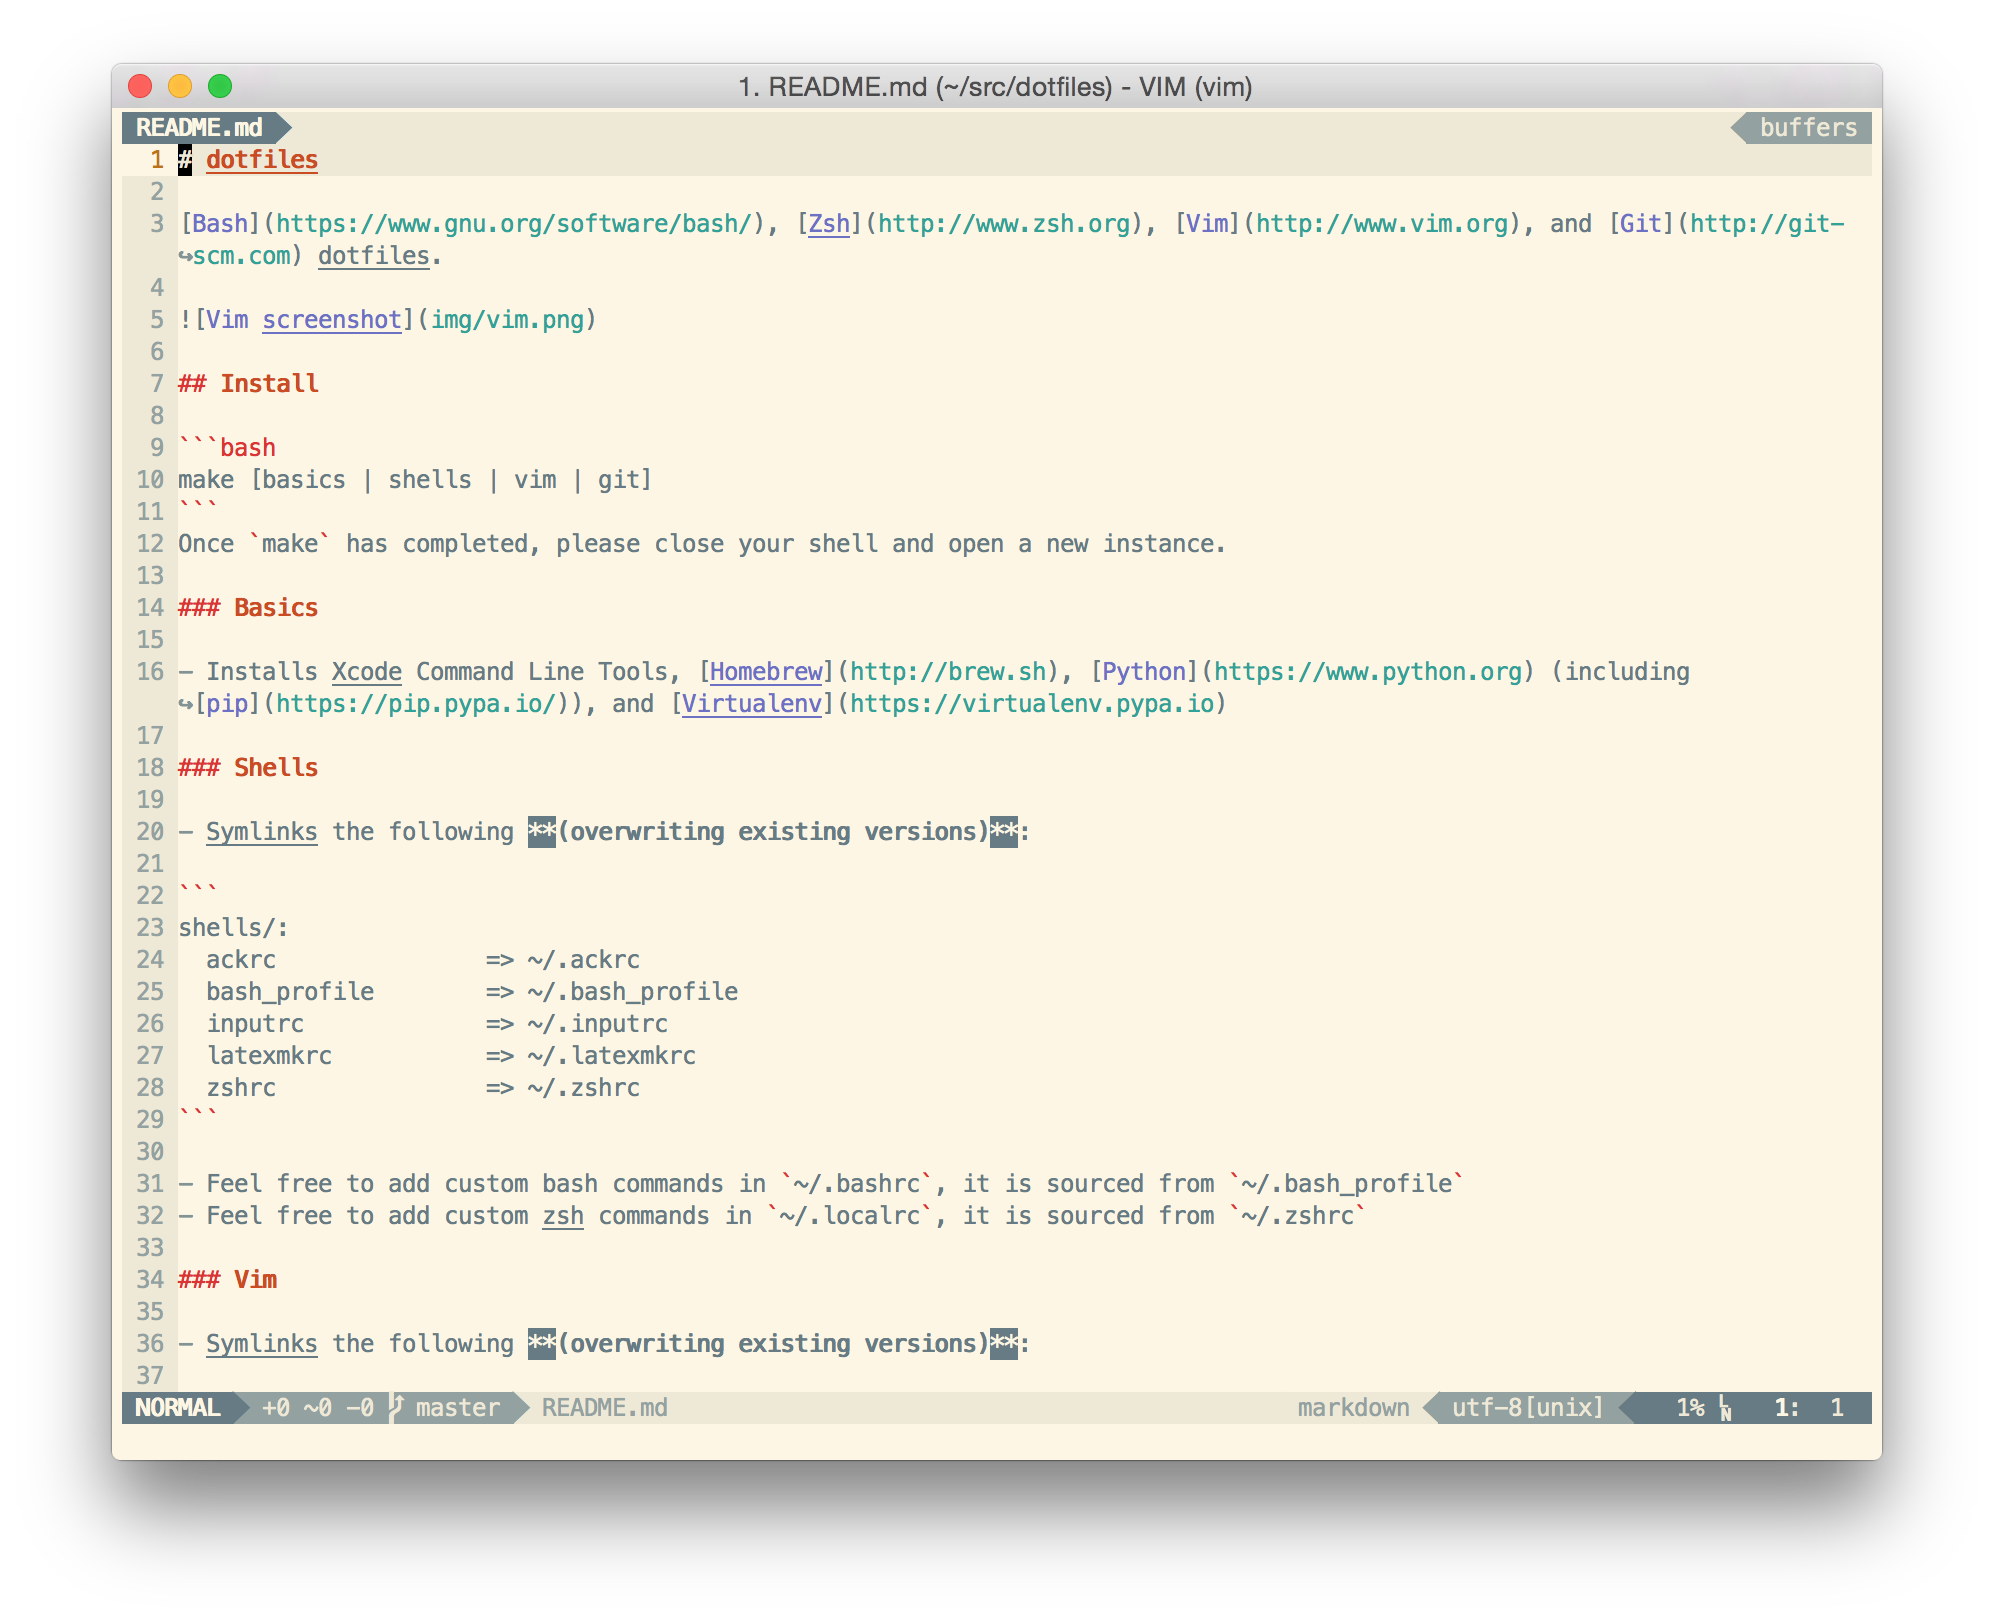 1. README.md (~/src/dotfiles) - VIM (vim)
README.md buffers
1 # dotfiles
2
3 [Bash](https://www.gnu.org/software/bash/), [Zsh](http://www.zsh.org), [Vim](http://www.vim.org), and [Git](http://git-
↪scm.com) dotfiles.
4
5 ![Vim screenshot](img/vim.png)
6
7 ## Install
8
9 ```bash
10 make [basics | shells | vim | git]
11 ```
12 Once `make` has completed, please close your shell and open a new instance.
13
14 ### Basics
15
16 - Installs Xcode Command Line Tools, [Homebrew](http://brew.sh), [Python](https://www.python.org) (including
↪[pip](https://pip.pypa.io/)), and [Virtualenv](https://virtualenv.pypa.io)
17
18 ### Shells
19
20 - Symlinks the following **(overwriting existing versions)**:
21
22 ```
23 shells/:
24   ackrc               => ~/.ackrc
25   bash_profile        => ~/.bash_profile
26   inputrc             => ~/.inputrc
27   latexmkrc           => ~/.latexmkrc
28   zshrc               => ~/.zshrc
29 ```
30
31 - Feel free to add custom bash commands in `~/.bashrc`, it is sourced from `~/.bash_profile`
32 - Feel free to add custom zsh commands in `~/.localrc`, it is sourced from `~/.zshrc`
33
34 ### Vim
35
36 - Symlinks the following **(overwriting existing versions)**:
37
NORMAL +0 ~0 -0 master README.md markdown utf-8[unix] 1% LN 1: 1